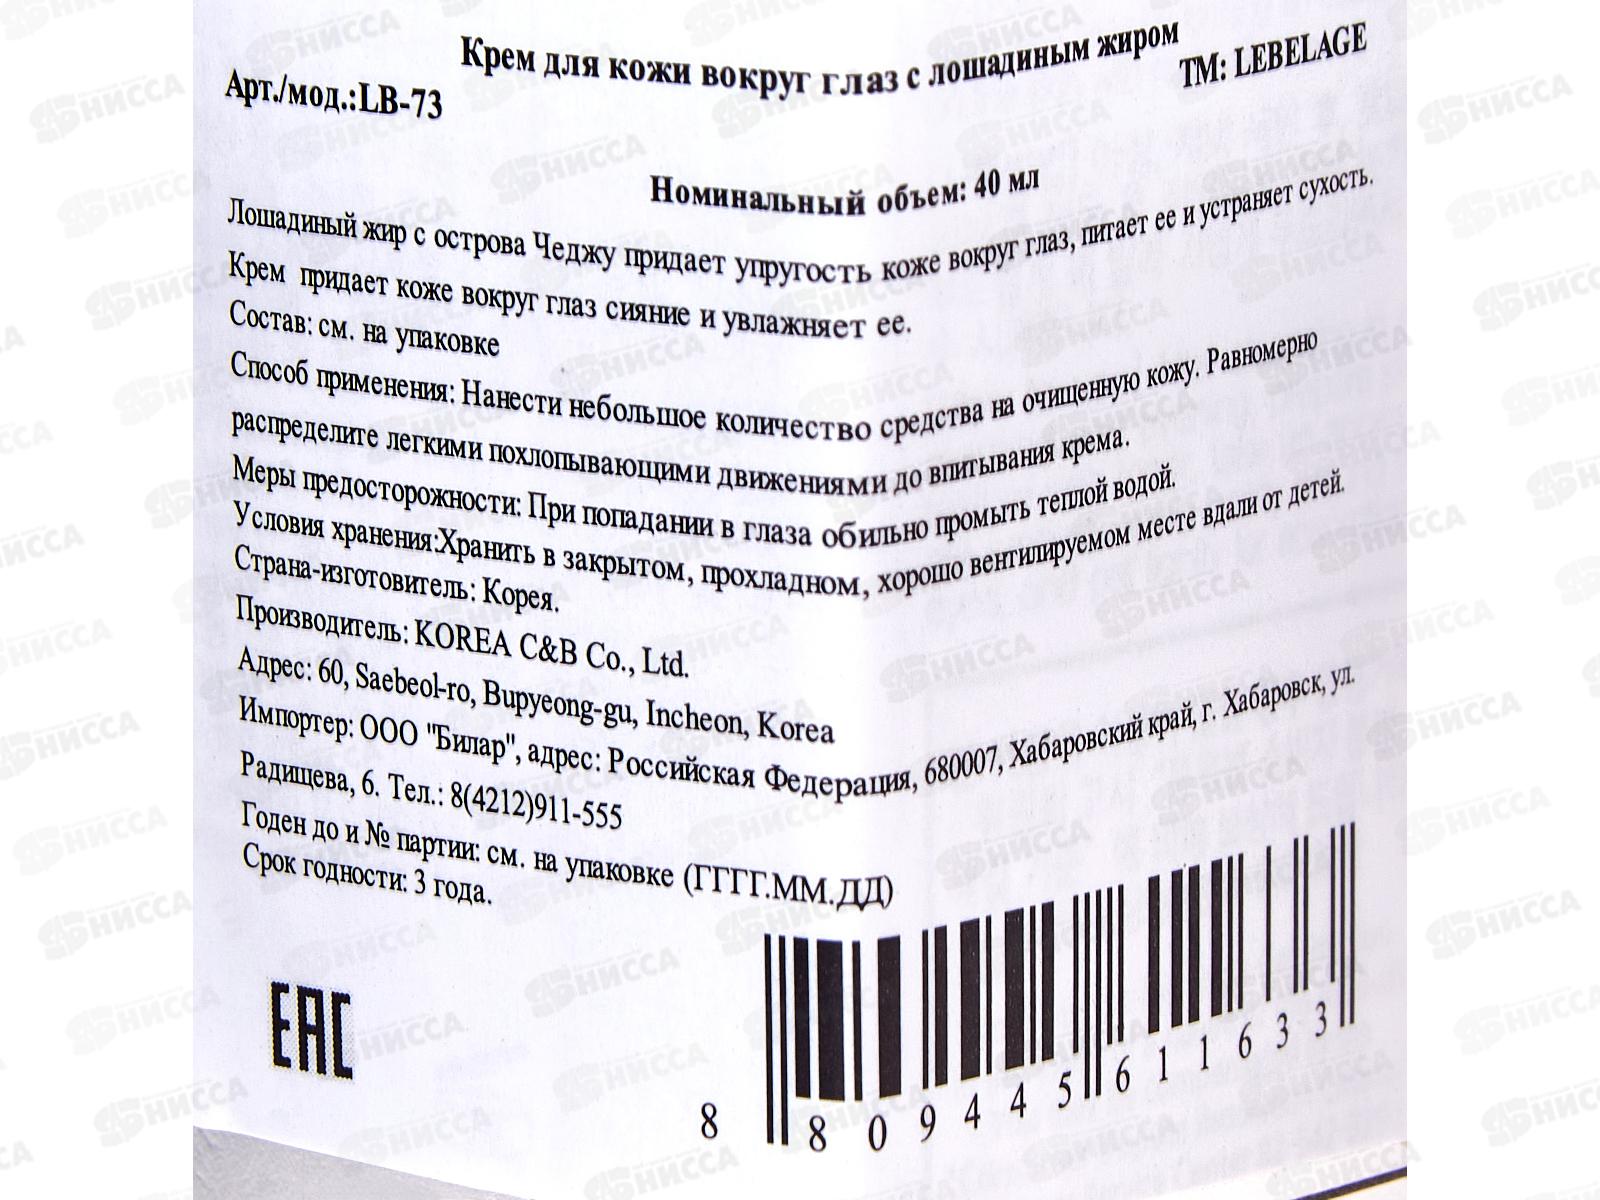 Крем для кожи вокруг глаз с лошадиным жиром
Арт./мод.:LB-73
ТМ: LEBELAGE
Номинальный объем: 40 мл
Лошадиный жир с острова Чеджу придает упругость коже вокруг глаз, питает ее и устраняет сухость.
Крем придает коже вокруг глаз сияние и увлажняет ее.
Состав: см. на упаковке
Способ применения: Нанести небольшое количество средства на очищенную кожу. Равномерно
распределите легкими похлопывающими движениями до впитывания крема.
Меры предосторожности: При попадании в глаза обильно промыть теплой водой.
Условия хранения:Хранить в закрытом, прохладном, хорошо вентилируемом месте вдали от детей.
Страна-изготовитель: Корея.
Производитель: KOREA C&B Co., Ltd.
Адрес: 60, Saebeol-ro, Bupyeong-gu, Incheon, Korea
Импортер: ООО "Билар", адрес: Российская Федерация, 680007, Хабаровский край, г. Хабаровск, ул.
Радищева, 6. Тел.: 8(4212)911-555
Годен до и № партии: см. на упаковке (ГГГГ.ММ.ДД)
Срок годности: 3 года.
EAC
8 809445 611633
НИССА